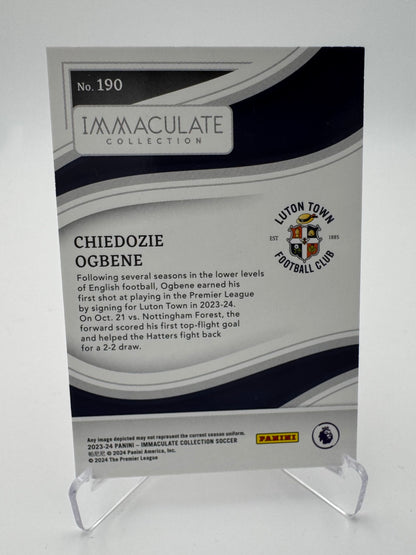 No. 190
IMMACULATE
COLLECTION
LUTON TOWN
EST 1885
FOOTBALL CLUB
CHIEDOZIE
OGBENE
Following several seasons in the lower levels
of English football, Ogbene earned his
first shot at playing in the Premier League
by signing for Luton Town in 2023-24.
On Oct. 21 vs. Nottingham Forest, the
forward scored his first top-flight goal
and helped the Hatters fight back
for a 2-2 draw.
Any image depicted may not represent the current season uniform.
2023-24 PANINI – IMMACULATE COLLECTION SOCCER
帕尼尼 © 2024 Panini America, Inc.
© 2024 The Premier League
PANINI